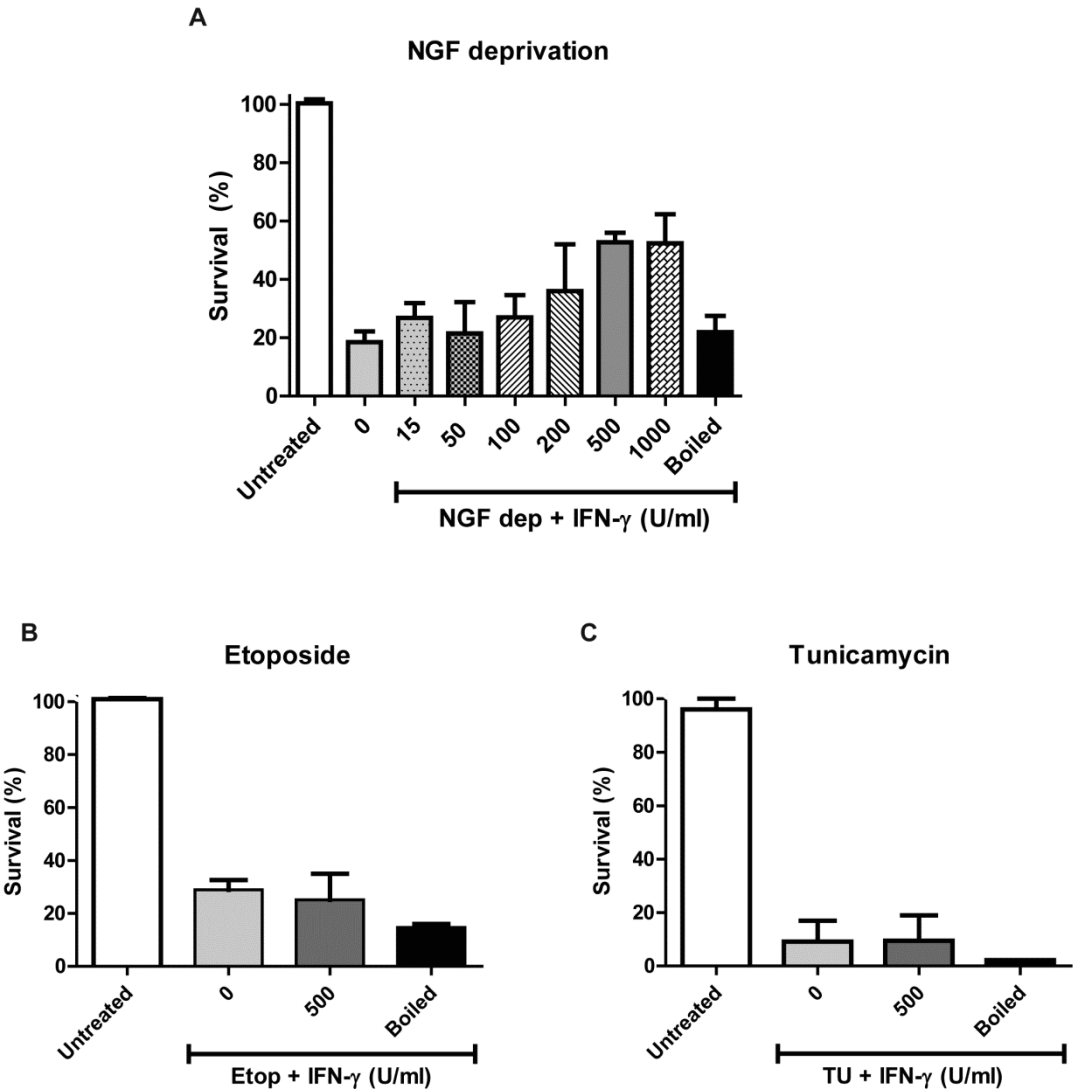 A
NGF deprivation
Survival (%)
100
80
60
40
20
0
Untreated
0
15
50
100
200
500
1000
Boiled
NGF dep + IFN-γ (U/ml)
B
Etoposide
Survival (%)
100
80
60
40
20
0
Untreated
0
500
Boiled
Etop + IFN-γ (U/ml)
C
Tunicamycin
Survival (%)
100
80
60
40
20
0
Untreated
0
500
Boiled
TU + IFN-γ (U/ml)